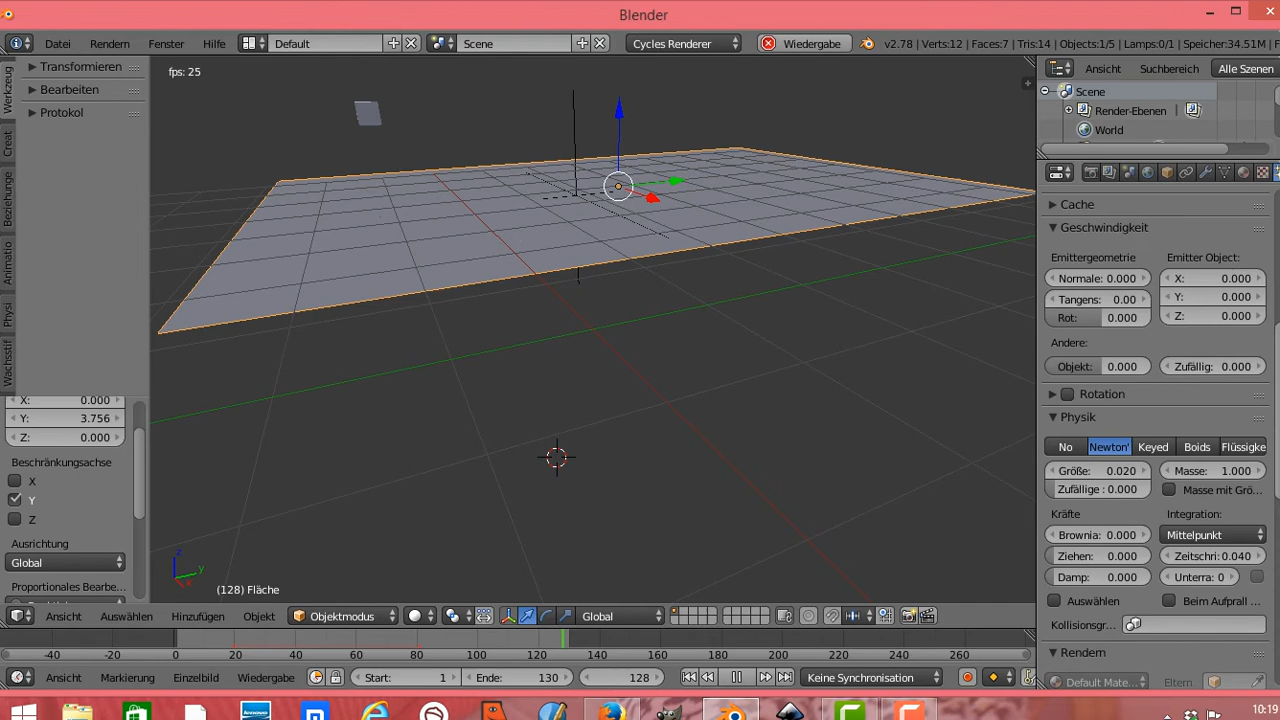 Blender
Datei Rendern Fenster Hilfe Default Scene Cycles Renderer Wiedergabe v2.78 | Verts:12 | Faces:7 | Tris:14 | Objects:1/5 | Lamps:0/1 | Speicher:34.51M | F
Ansicht Suchbereich Alle Szenen
Scene
Render-Ebenen
World
Werkzeug
Creat
Beziehunge
Animatio
Physi
Wachsstif
Transformieren
Bearbeiten
Protokol
X: 0.000
Y: 3.756
Z: 0.000
Beschränkungsachse
X
Y
Z
Ausrichtung
Global
Proportionales Bearbe...
fps: 25
z
y
x
(128) Fläche
Cache
Geschwindigkeit
Emittergeometrie Emitter Object:
Normale: 0.000 X: 0.000
Tangens: 0.00 Y: 0.000
Rot: 0.000 Z: 0.000
Andere:
Objekt: 0.000 Zufällig: 0.000
Rotation
Physik
No Newton' Keyed Boids Flüssigke
Größe: 0.020 Masse: 1.000
Zufällige : 0.000 Masse mit Grö...
Kräfte Integration:
Brownia: 0.000 Mittelpunkt
Ziehen: 0.000 Zeitschri: 0.040
Damp: 0.000 Unterra: 0
Auswählen Beim Aufprall ...
Kollisionsgr...
Rendern
Default Mate... Eltern
Ansicht Auswählen Hinzufügen Objekt Objektmodus Global
-40 -20 0 20 40 60 80 100 120 140 160 180 200 220 240 260
Ansicht Markierung Einzelbild Wiedergabe Start: 1 Ende: 130 128 Keine Synchronisation
10:19